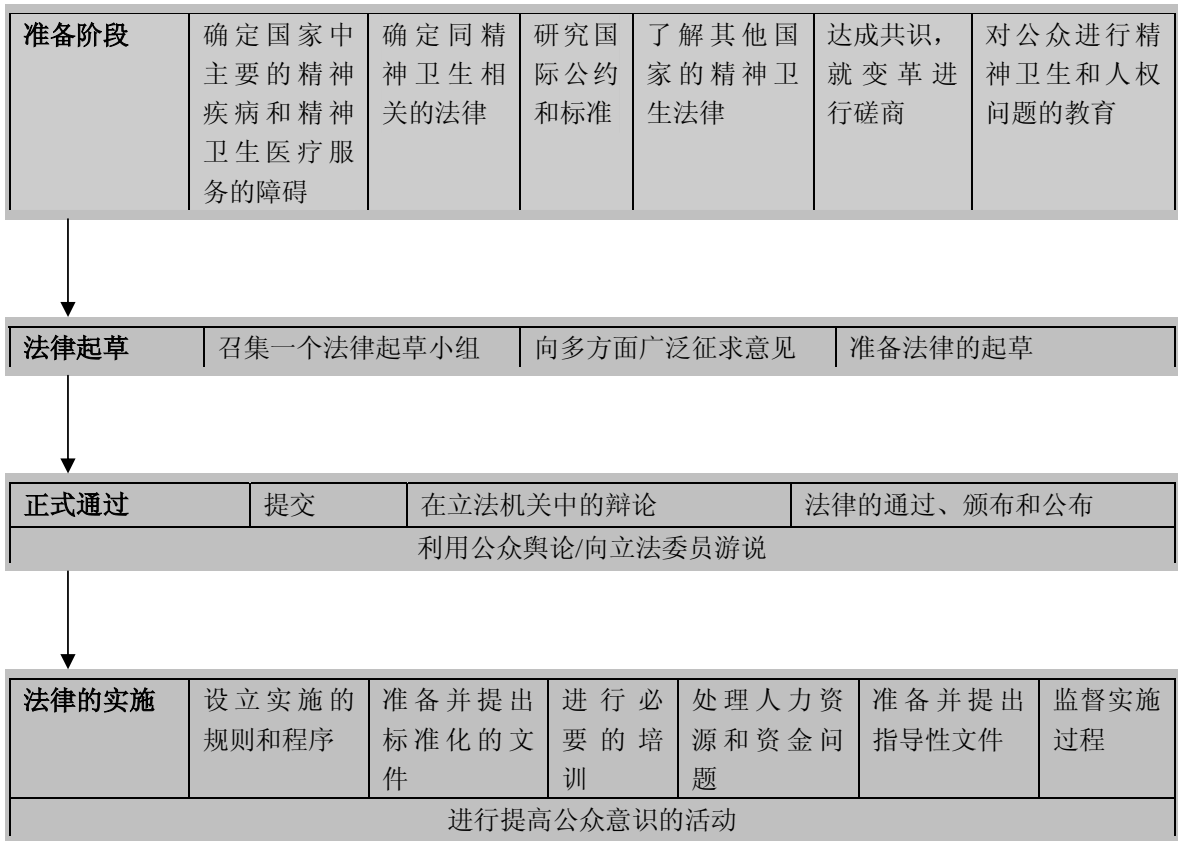 准备阶段
确定国家中
主要的精神
疾病和精神
卫生医疗服
务的障碍
确定同精
神卫生相
关的法律
研究国
际公约
和标准
了解其他国
家的精神卫
生法律
达成共识，
就变革进
行磋商
对公众进行精
神卫生和人权
问题的教育
法律起草
召集一个法律起草小组
向多方面广泛征求意见
准备法律的起草
正式通过
提交
在立法机关中的辩论
法律的通过、颁布和公布
利用公众舆论/向立法委员游说
法律的实施
设立实施的
规则和程序
准备并提出
标准化的文
件
进行必
要的培
训
处理人力资
源和资金问
题
准备并提出
指导性文件
监督实施
过程
进行提高公众意识的活动